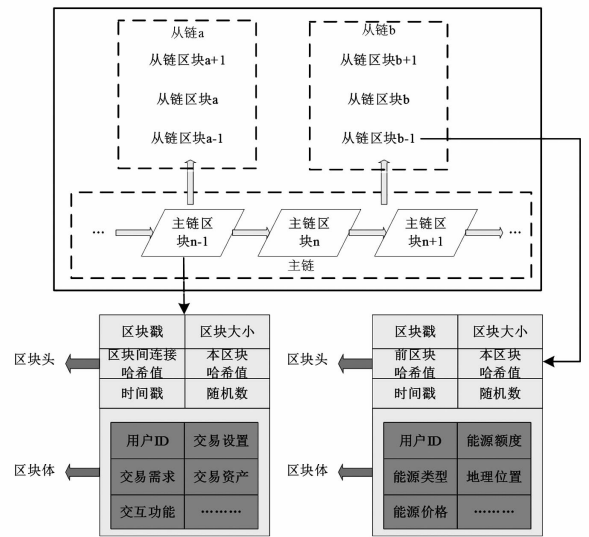 从链a
从链区块a+1
从链区块a
从链区块a-1
从链b
从链区块b+1
从链区块b
从链区块b-1
...
主链区
块n-1
主链区
块n
主链区
块n+1
...
主链
区块头
区块戳
区块大小
区块间连接
哈希值
本区块
哈希值
时间戳
随机数
区块体
用户ID
交易设置
交易需求
交易资产
交互功能
………
区块头
区块戳
区块大小
前区块
哈希值
本区块
哈希值
时间戳
随机数
区块体
用户ID
能源额度
能源类型
地理位置
能源价格
………